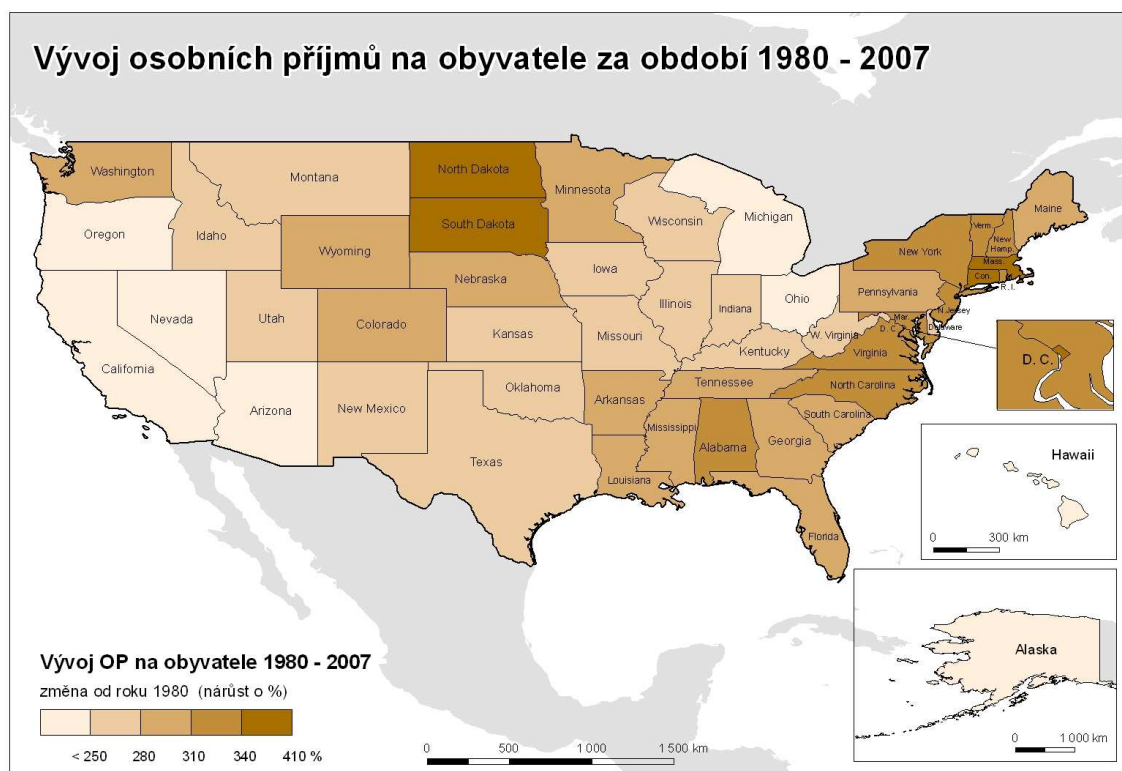 Vývoj osobních příjmů na obyvatele za období 1980 - 2007
Washington
Montana
North Dakota
Minnesota
Michigan
Maine
Oregon
Idaho
South Dakota
Wisconsin
Wyoming
Verm.
New
Hamp.
New York
Mass.
Con.
R. I.
Nebraska
Iowa
Pennsylvania
N.Jersey
Nevada
Utah
Colorado
Illinois
Indiana
Ohio
Mar.
D. C.
Delaware
Kansas
Missouri
W. Virginia
Kentucky
Virginia
California
Arizona
New Mexico
Oklahoma
Arkansas
Tennessee
North Carolina
South Carolina
Mississippi
Alabama
Georgia
Texas
Louisiana
Florida
D. C.
Hawaii
0 300 km
Alaska
0 1 000 km
Vývoj OP na obyvatele 1980 - 2007
změna od roku 1980 (nárůst o %)
< 250 280 310 340 410 %
0 500 1 000 1 500 km